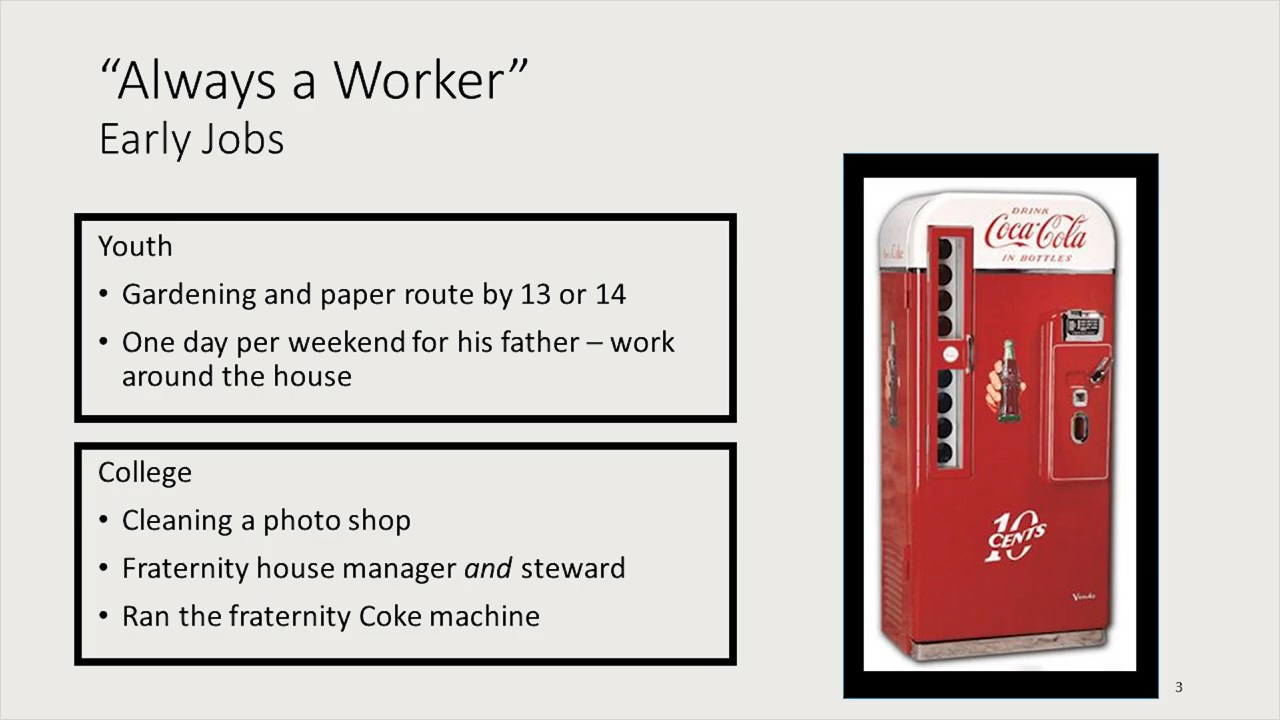 “Always a Worker”
Early Jobs
Youth
• Gardening and paper route by 13 or 14
• One day per weekend for his father – work
around the house
College
• Cleaning a photo shop
• Fraternity house manager and steward
• Ran the fraternity Coke machine
DRINK
Coca-Cola
IN BOTTLES
10
CENTS
3